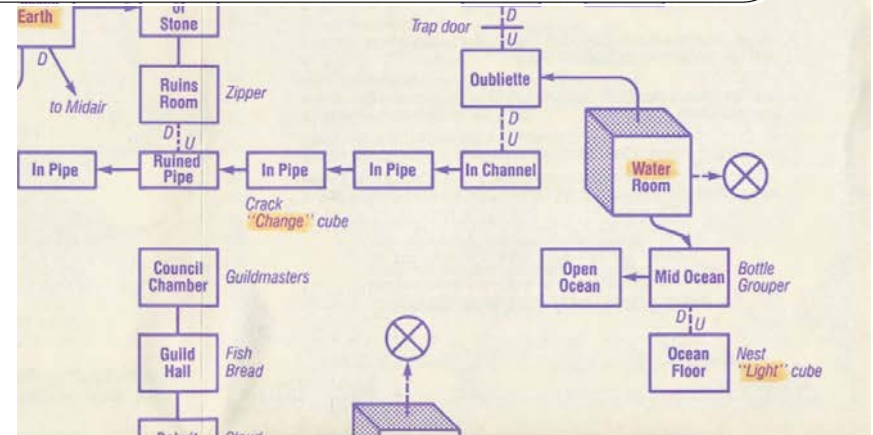 Earth
of
Stone
D
to Midair
Ruins
Room
Zipper
D
U
In Pipe
Ruined
Pipe
In Pipe
In Pipe
In Channel
Crack
"Change" cube
Trap door
D
U
Oubliette
D
U
Water
Room
Open
Ocean
Mid Ocean
Bottle
Grouper
D
U
Ocean
Floor
Nest
"Light" cube
Council
Chamber
Guildmasters
Guild
Hall
Fish
Bread